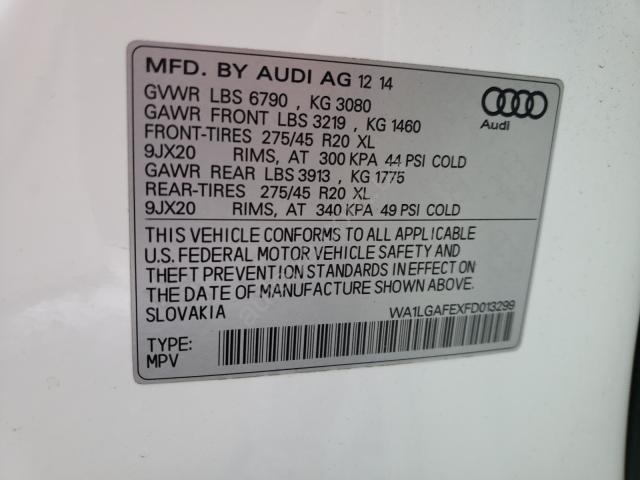 MFD. BY AUDI AG 12 14
GVWR LBS 6790 , KG 3080
GAWR FRONT LBS 3219 , KG 1460
FRONT-TIRES 275/45 R20 XL
9JX20 RIMS, AT 300 KPA 44 PSI COLD
GAWR REAR LBS 3913 , KG 1775
REAR-TIRES 275/45 R20 XL
9JX20 RIMS, AT 340 KPA 49 PSI COLD
Audi
THIS VEHICLE CONFORMS TO ALL APPLICABLE
U.S. FEDERAL MOTOR VEHICLE SAFETY AND
THEFT PREVENTION STANDARDS IN EFFECT ON
THE DATE OF MANUFACTURE SHOWN ABOVE.
SLOVAKIA
WA1LGAFEXFD013299
TYPE:
MPV